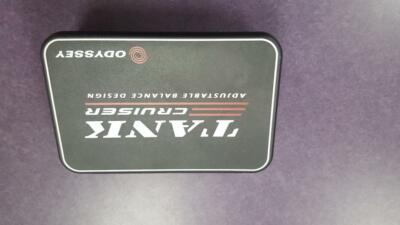 TANK
CRUISER
ADJUSTABLE BALANCE DESIGN
ODYSSEY